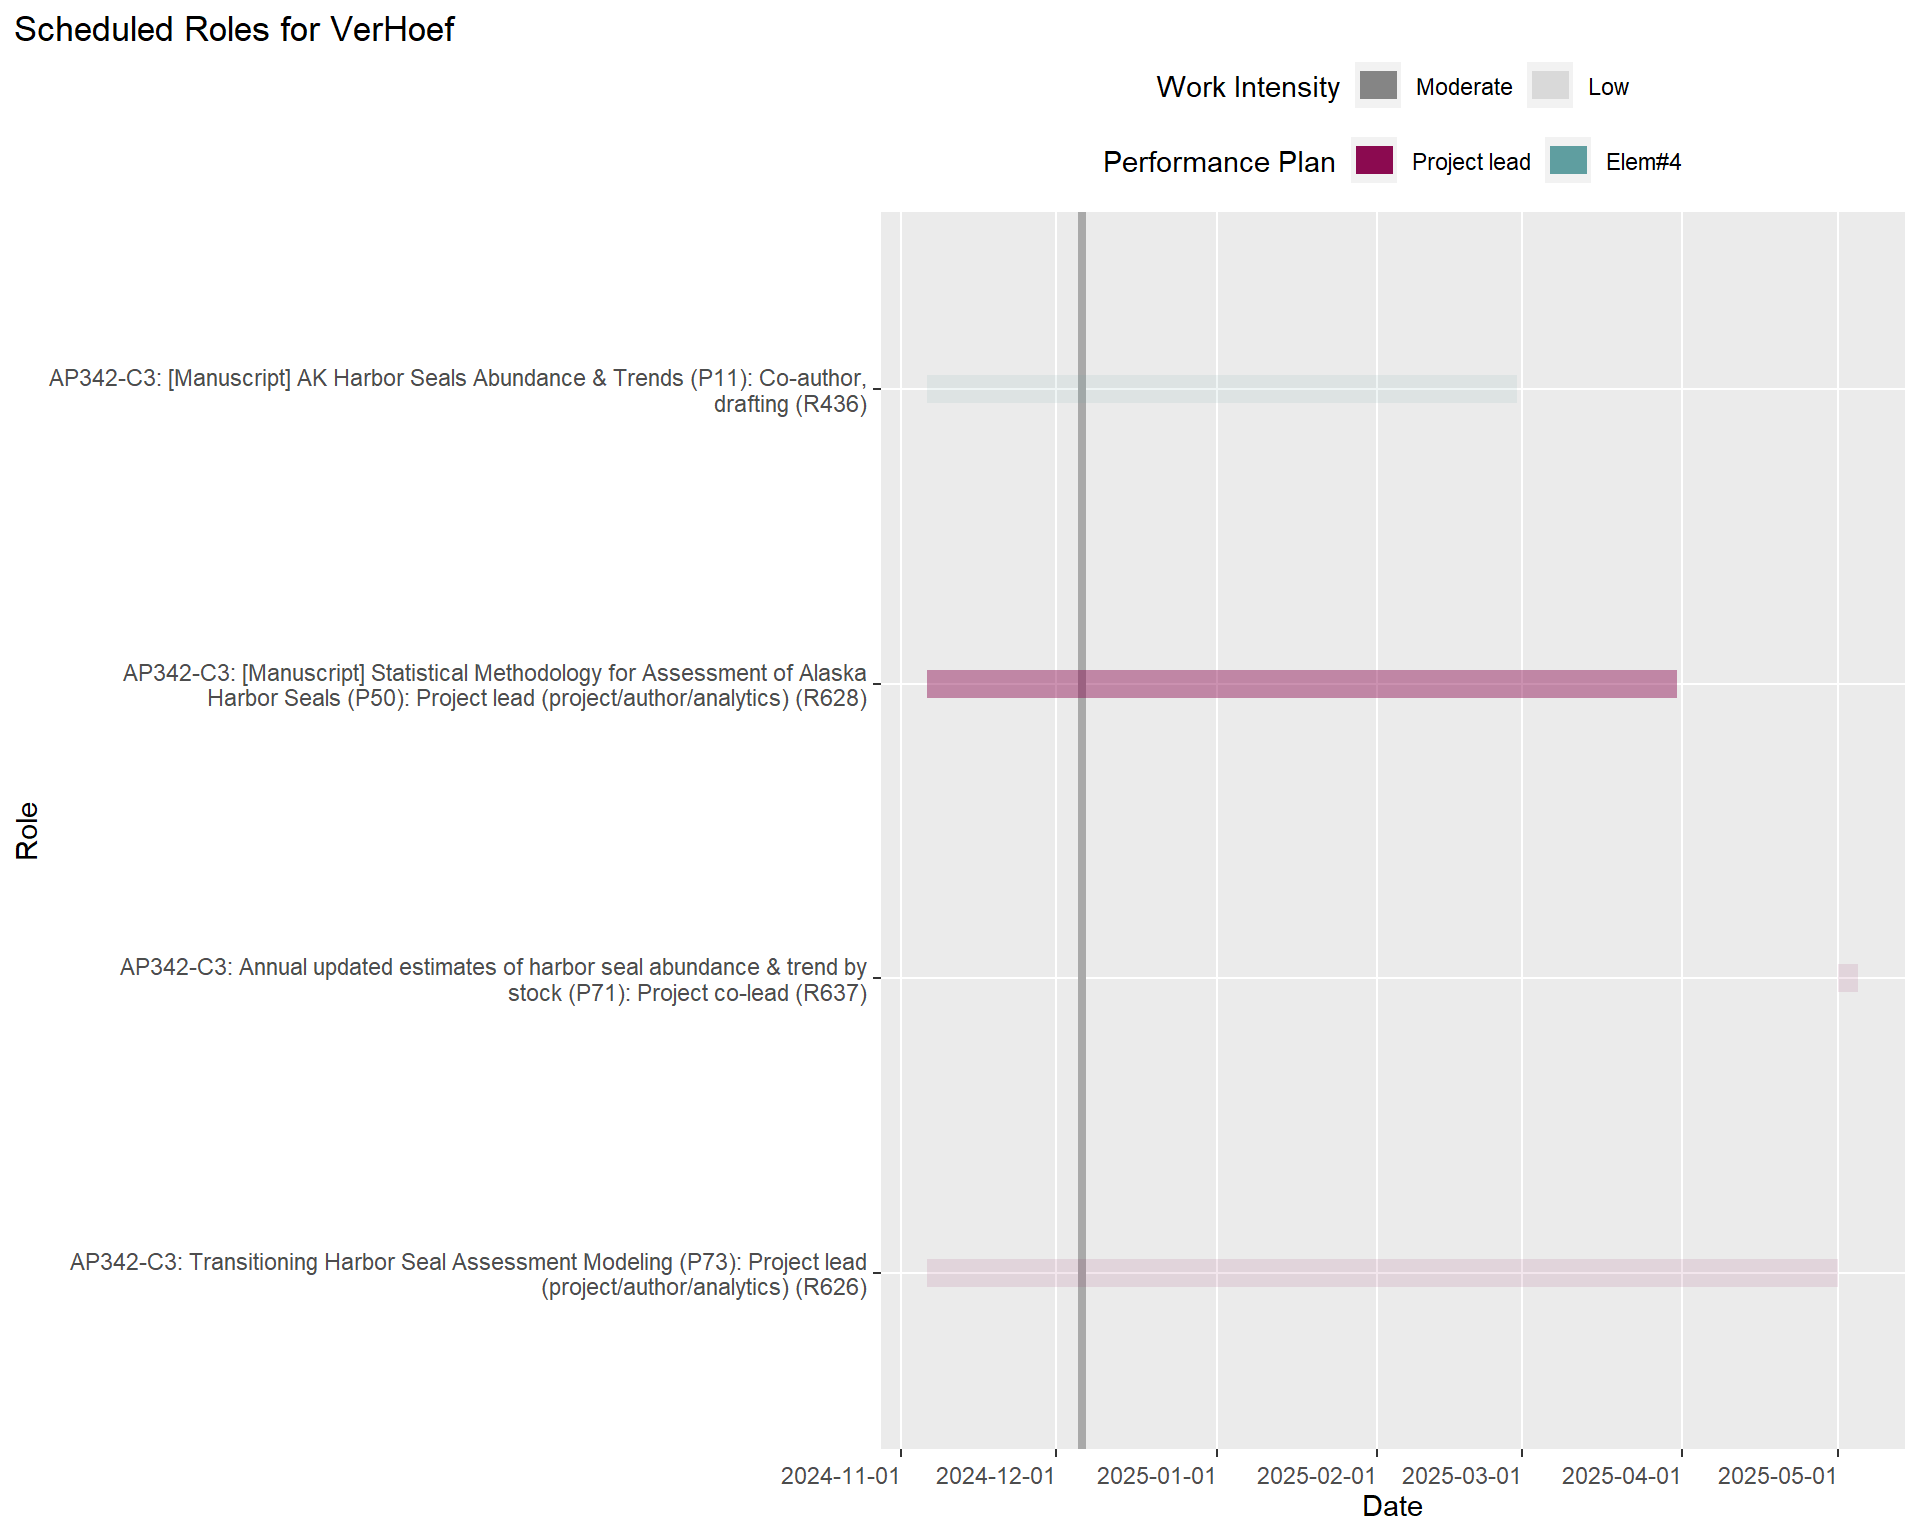 Scheduled Roles for VerHoef
Work Intensity Moderate Low
Performance Plan Project lead Elem#4
AP342-C3: [Manuscript] AK Harbor Seals Abundance & Trends (P11): Co-author,
drafting (R436)
AP342-C3: [Manuscript] Statistical Methodology for Assessment of Alaska
Harbor Seals (P50): Project lead (project/author/analytics) (R628)
AP342-C3: Annual updated estimates of harbor seal abundance & trend by
stock (P71): Project co-lead (R637)
AP342-C3: Transitioning Harbor Seal Assessment Modeling (P73): Project lead
(project/author/analytics) (R626)
Role
2024-11-01 2024-12-01 2025-01-01 2025-02-01 2025-03-01 2025-04-01 2025-05-01
Date